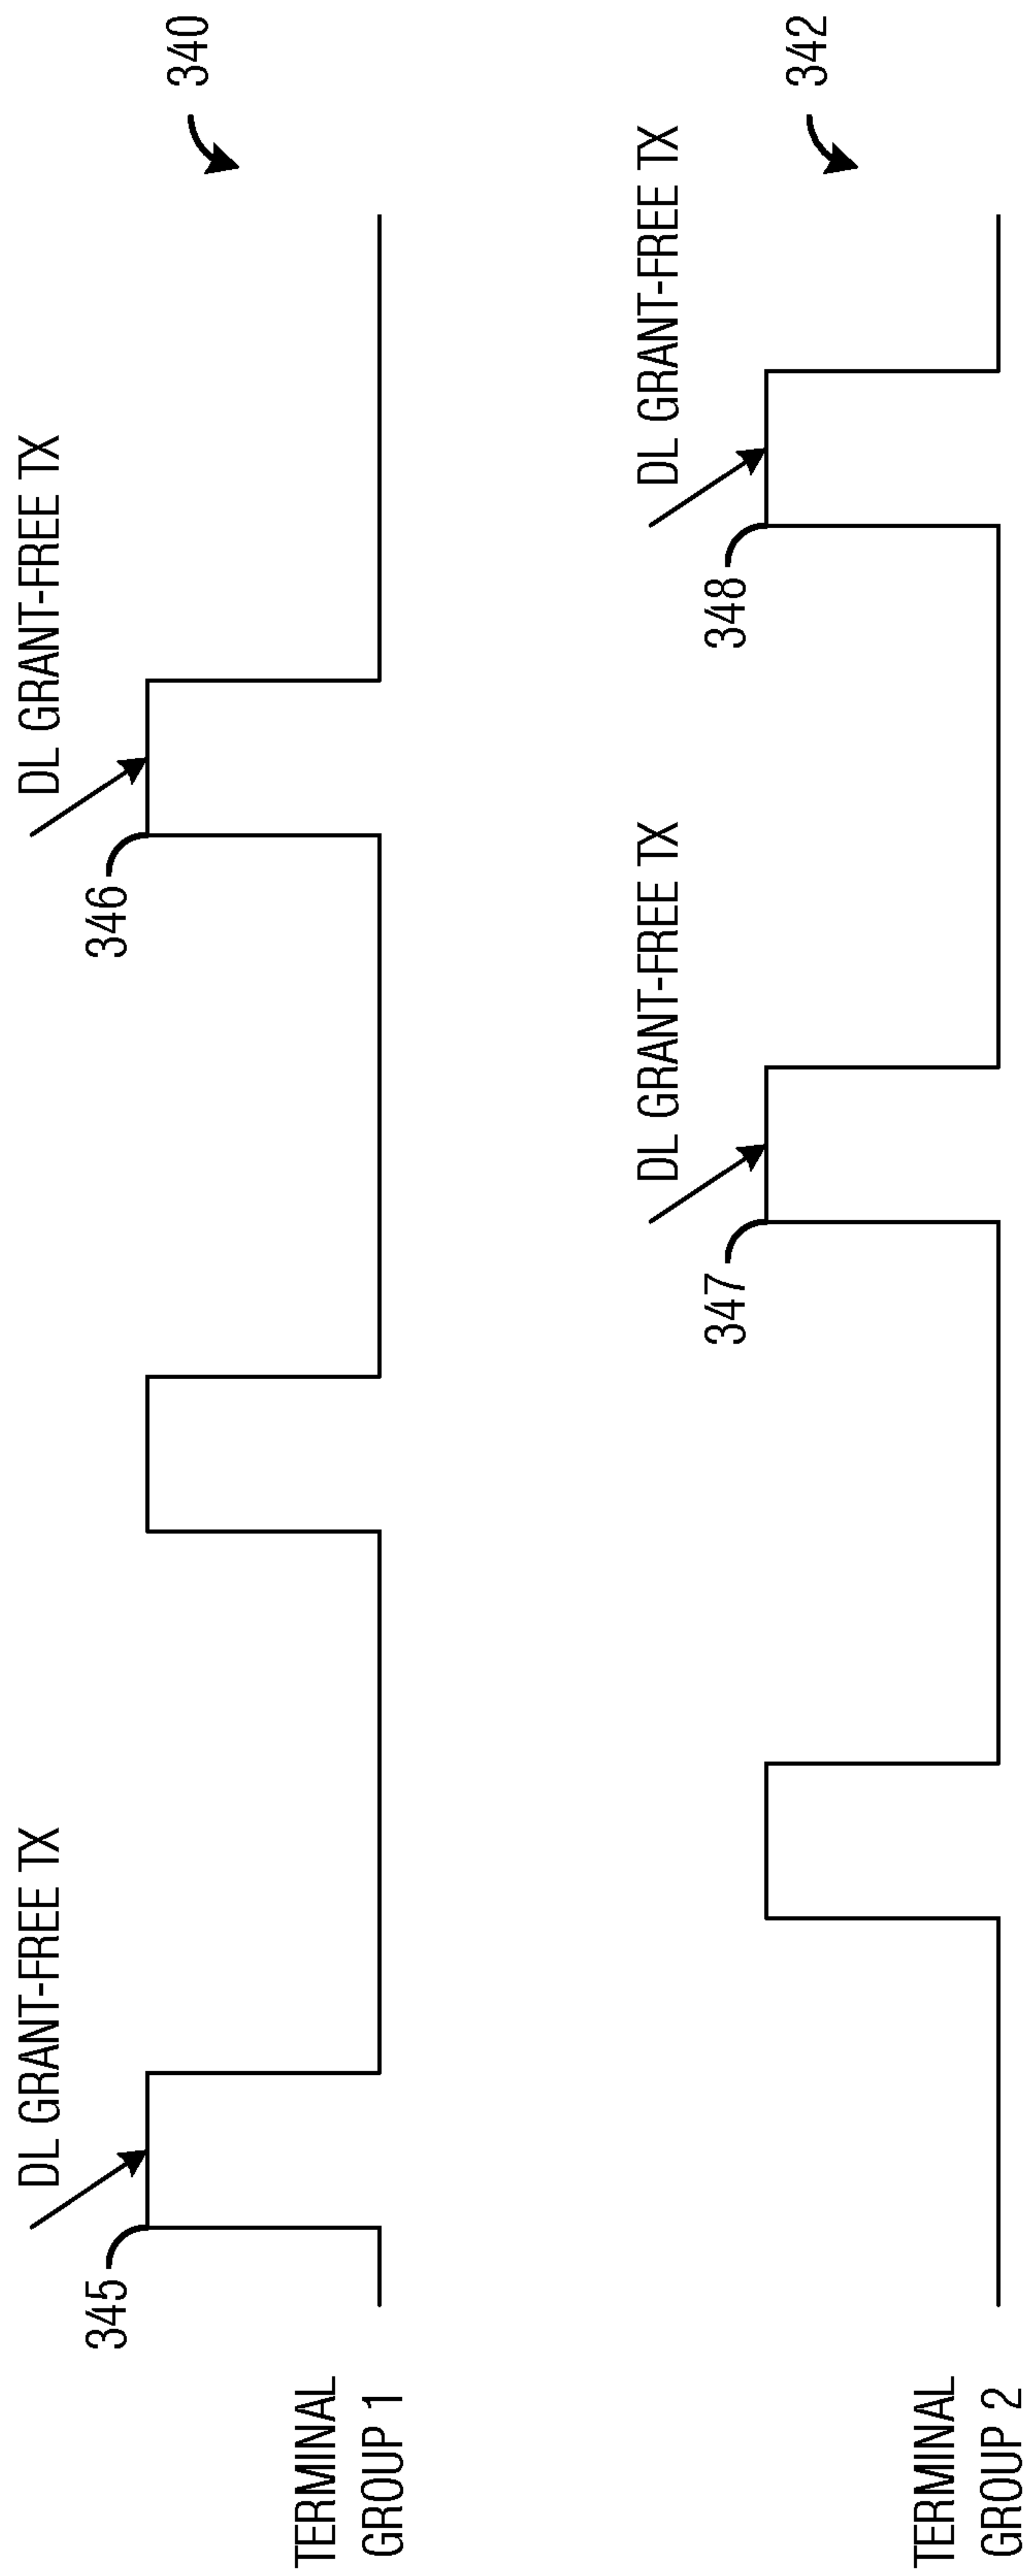 DL GRANT-FREE TX
DL GRANT-FREE TX
340
345
346
TERMINAL
GROUP 1
DL GRANT-FREE TX
DL GRANT-FREE TX
342
347
348
TERMINAL
GROUP 2